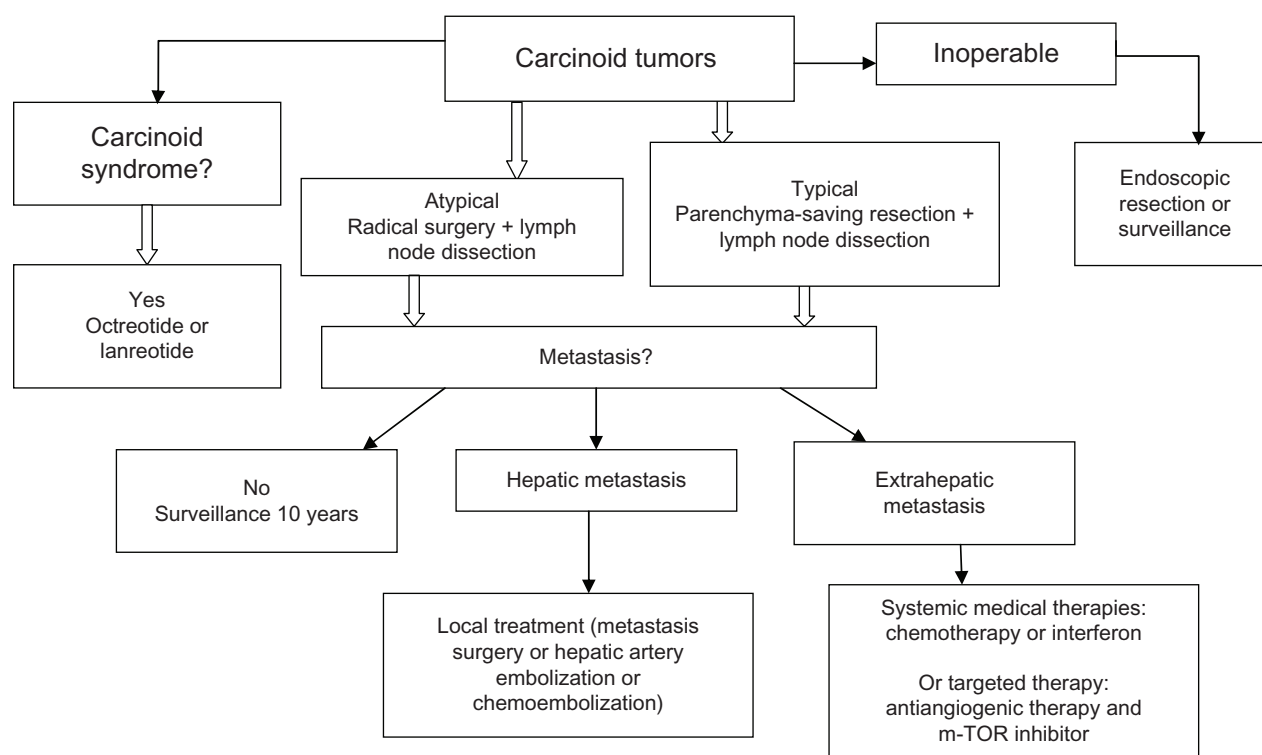 Carcinoid tumors
Inoperable
Carcinoid
syndrome?
Atypical
Radical surgery + lymph
node dissection
Typical
Parenchyma-saving resection +
lymph node dissection
Endoscopic
resection or
surveillance
Yes
Octreotide or
lanreotide
Metastasis?
No
Surveillance 10 years
Hepatic metastasis
Extrahepatic
metastasis
Local treatment (metastasis
surgery or hepatic artery
embolization or
chemoembolization)
Systemic medical therapies:
chemotherapy or interferon
Or targeted therapy:
antiangiogenic therapy and
m-TOR inhibitor